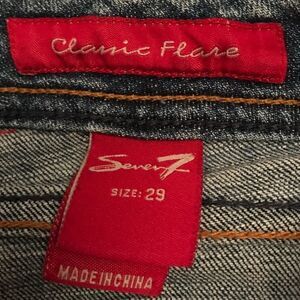 Classic Flare
Seven7
SIZE: 29
MADE IN CHINA